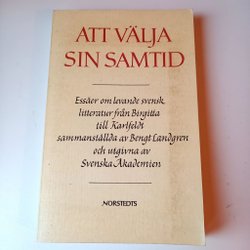 ATT VÄLJA
SIN SAMTID
Essäer om levande svensk
litteratur från Birgitta
till Karlfeldt
sammanställda av Bengt Landgren
och utgivna av
Svenska Akademien
NORSTEDTS